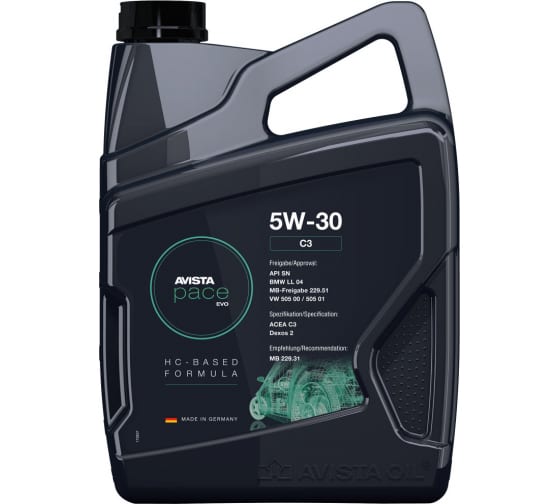 AVISTA
pace
EVO
HC-BASED
FORMULA
MADE IN GERMANY
5W-30
C3
Freigabe/Approval:
API SN
BMW LL 04
MB-Freigabe 229.51
VW 505 00 / 505 01
Spezifikation/Specification:
ACEA C3
Dexos 2
Empfehlung/Recommendation:
MB 229.31
AVISTA OIL